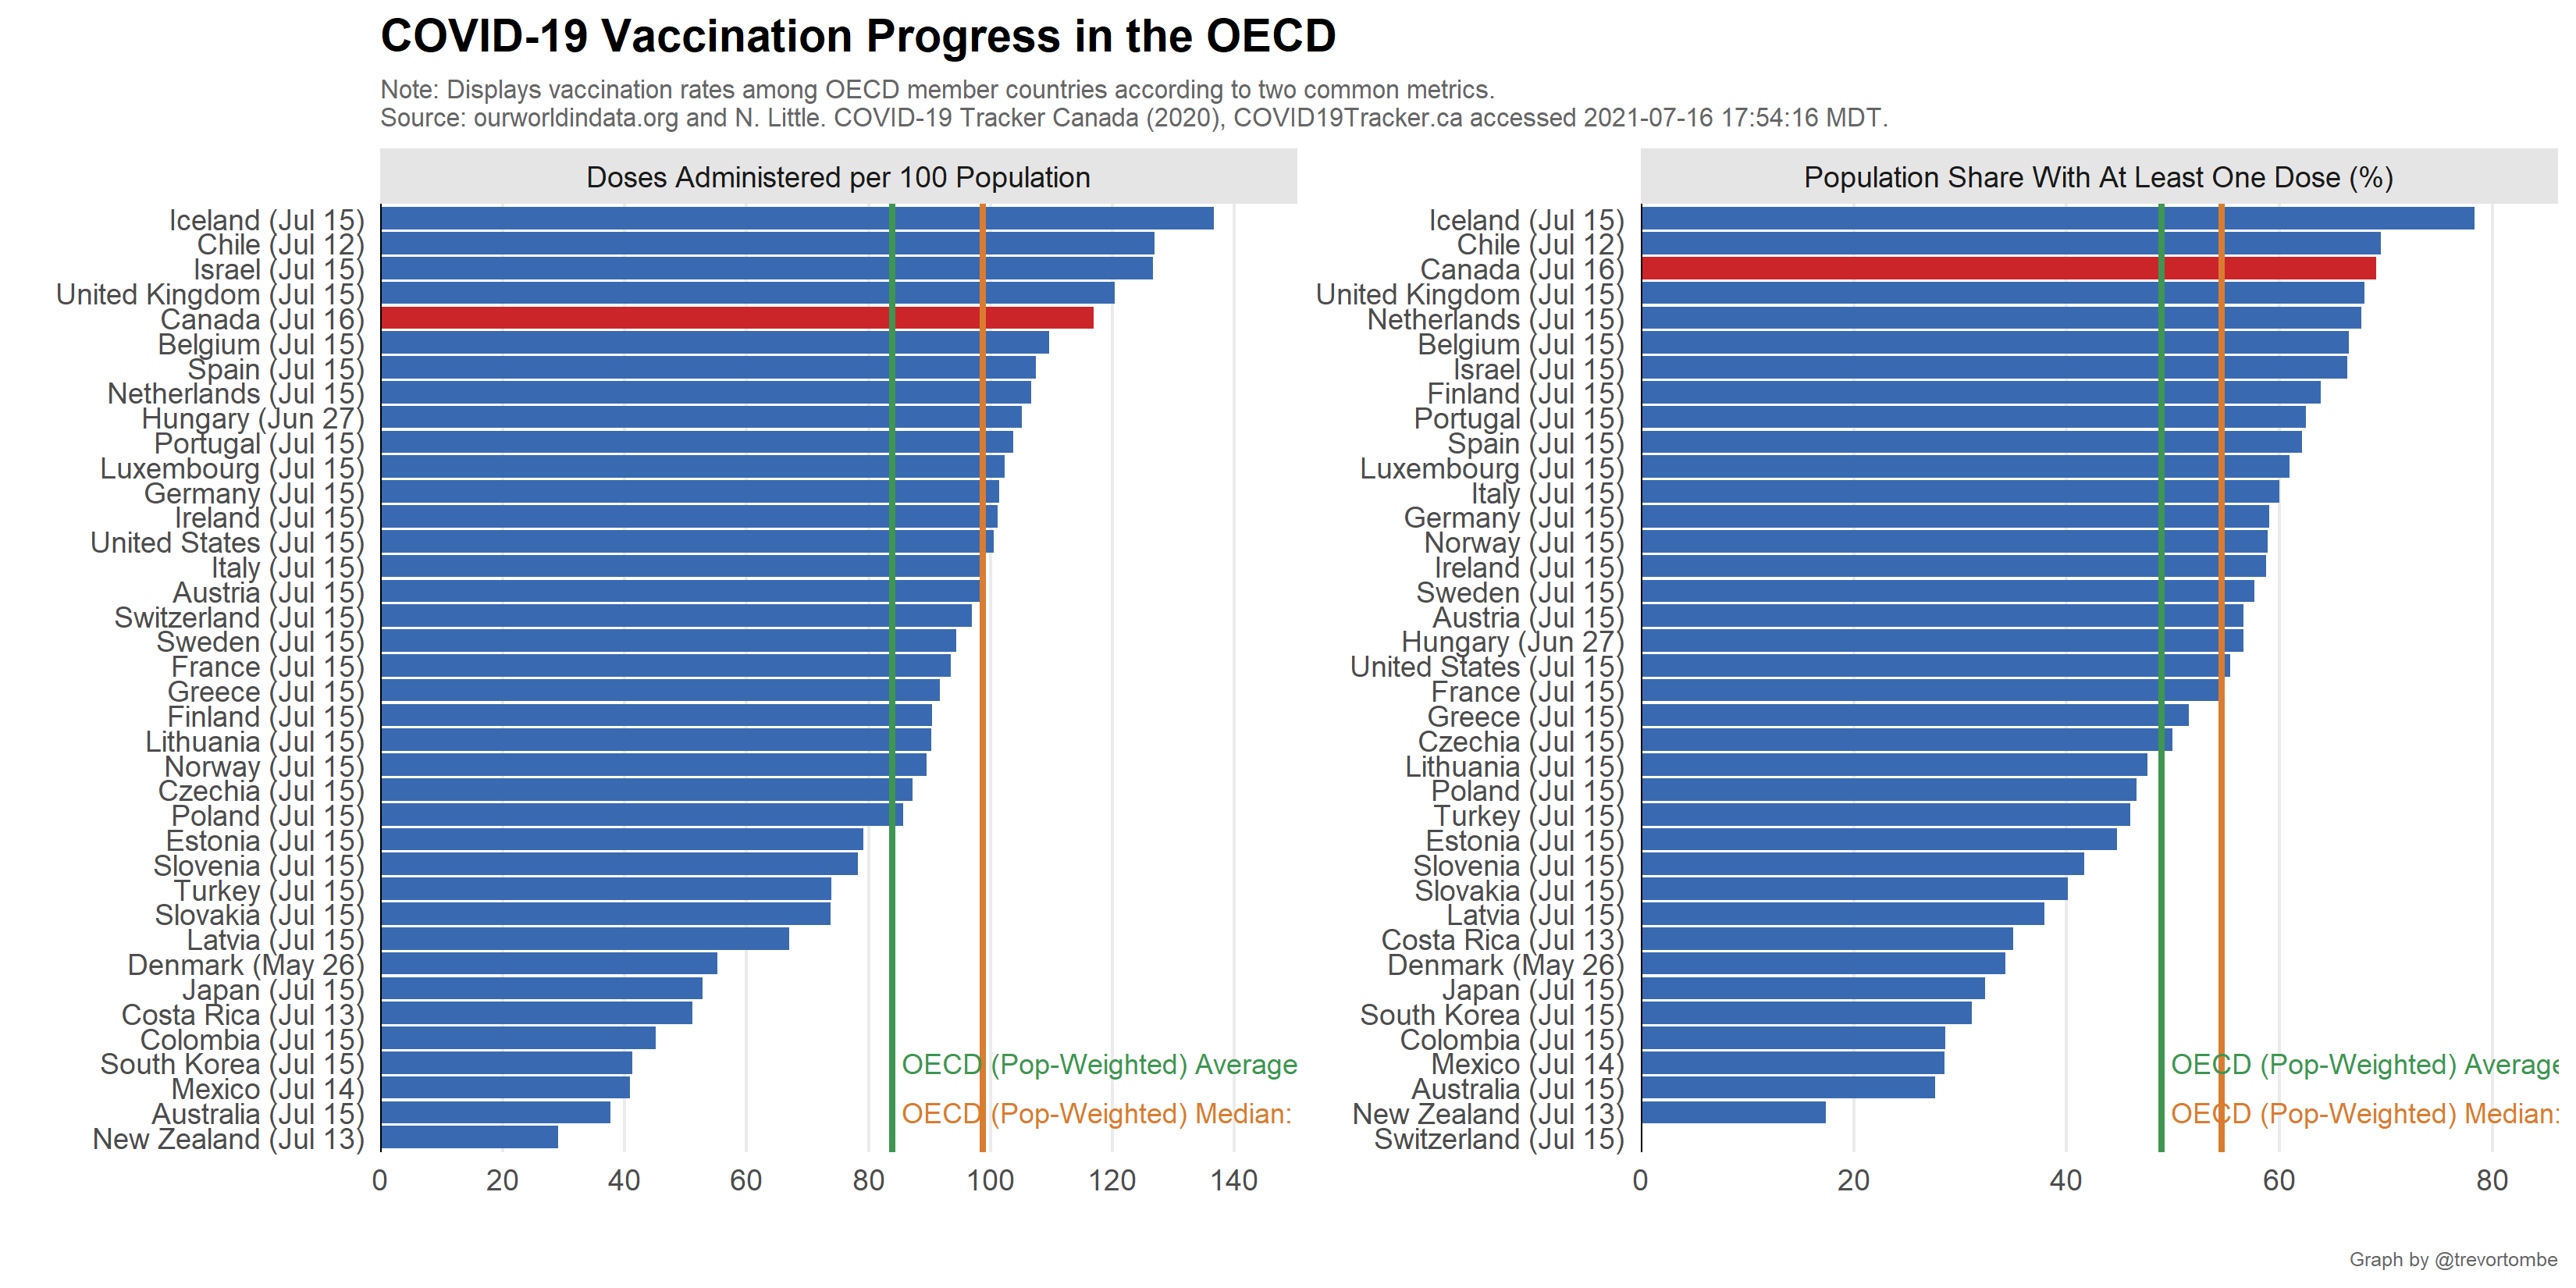 COVID-19 Vaccination Progress in the OECD
Note: Displays vaccination rates among OECD member countries according to two common metrics.
Source: ourworldindata.org and N. Little. COVID-19 Tracker Canada (2020), COVID19Tracker.ca accessed 2021-07-16 17:54:16 MDT.
Doses Administered per 100 Population
Iceland (Jul 15)
Chile (Jul 12)
Israel (Jul 15)
United Kingdom (Jul 15)
Canada (Jul 16)
Belgium (Jul 15)
Spain (Jul 15)
Netherlands (Jul 15)
Hungary (Jun 27)
Portugal (Jul 15)
Luxembourg (Jul 15)
Germany (Jul 15)
Ireland (Jul 15)
United States (Jul 15)
Italy (Jul 15)
Austria (Jul 15)
Switzerland (Jul 15)
Sweden (Jul 15)
France (Jul 15)
Greece (Jul 15)
Finland (Jul 15)
Lithuania (Jul 15)
Norway (Jul 15)
Czechia (Jul 15)
Poland (Jul 15)
Estonia (Jul 15)
Slovenia (Jul 15)
Turkey (Jul 15)
Slovakia (Jul 15)
Latvia (Jul 15)
Denmark (May 26)
Japan (Jul 15)
Costa Rica (Jul 13)
Colombia (Jul 15)
South Korea (Jul 15)
Mexico (Jul 14)
Australia (Jul 15)
New Zealand (Jul 13)
OECD (Pop-Weighted) Average
OECD (Pop-Weighted) Median:
0 20 40 60 80 100 120 140
Population Share With At Least One Dose (%)
Iceland (Jul 15)
Chile (Jul 12)
Canada (Jul 16)
United Kingdom (Jul 15)
Netherlands (Jul 15)
Belgium (Jul 15)
Israel (Jul 15)
Finland (Jul 15)
Portugal (Jul 15)
Spain (Jul 15)
Luxembourg (Jul 15)
Italy (Jul 15)
Germany (Jul 15)
Norway (Jul 15)
Ireland (Jul 15)
Sweden (Jul 15)
Austria (Jul 15)
Hungary (Jun 27)
United States (Jul 15)
France (Jul 15)
Greece (Jul 15)
Czechia (Jul 15)
Lithuania (Jul 15)
Poland (Jul 15)
Turkey (Jul 15)
Estonia (Jul 15)
Slovenia (Jul 15)
Slovakia (Jul 15)
Latvia (Jul 15)
Costa Rica (Jul 13)
Denmark (May 26)
Japan (Jul 15)
South Korea (Jul 15)
Colombia (Jul 15)
Mexico (Jul 14)
Australia (Jul 15)
New Zealand (Jul 13)
Switzerland (Jul 15)
OECD (Pop-Weighted) Average
OECD (Pop-Weighted) Median:
0 20 40 60 80
Graph by @trevortombe